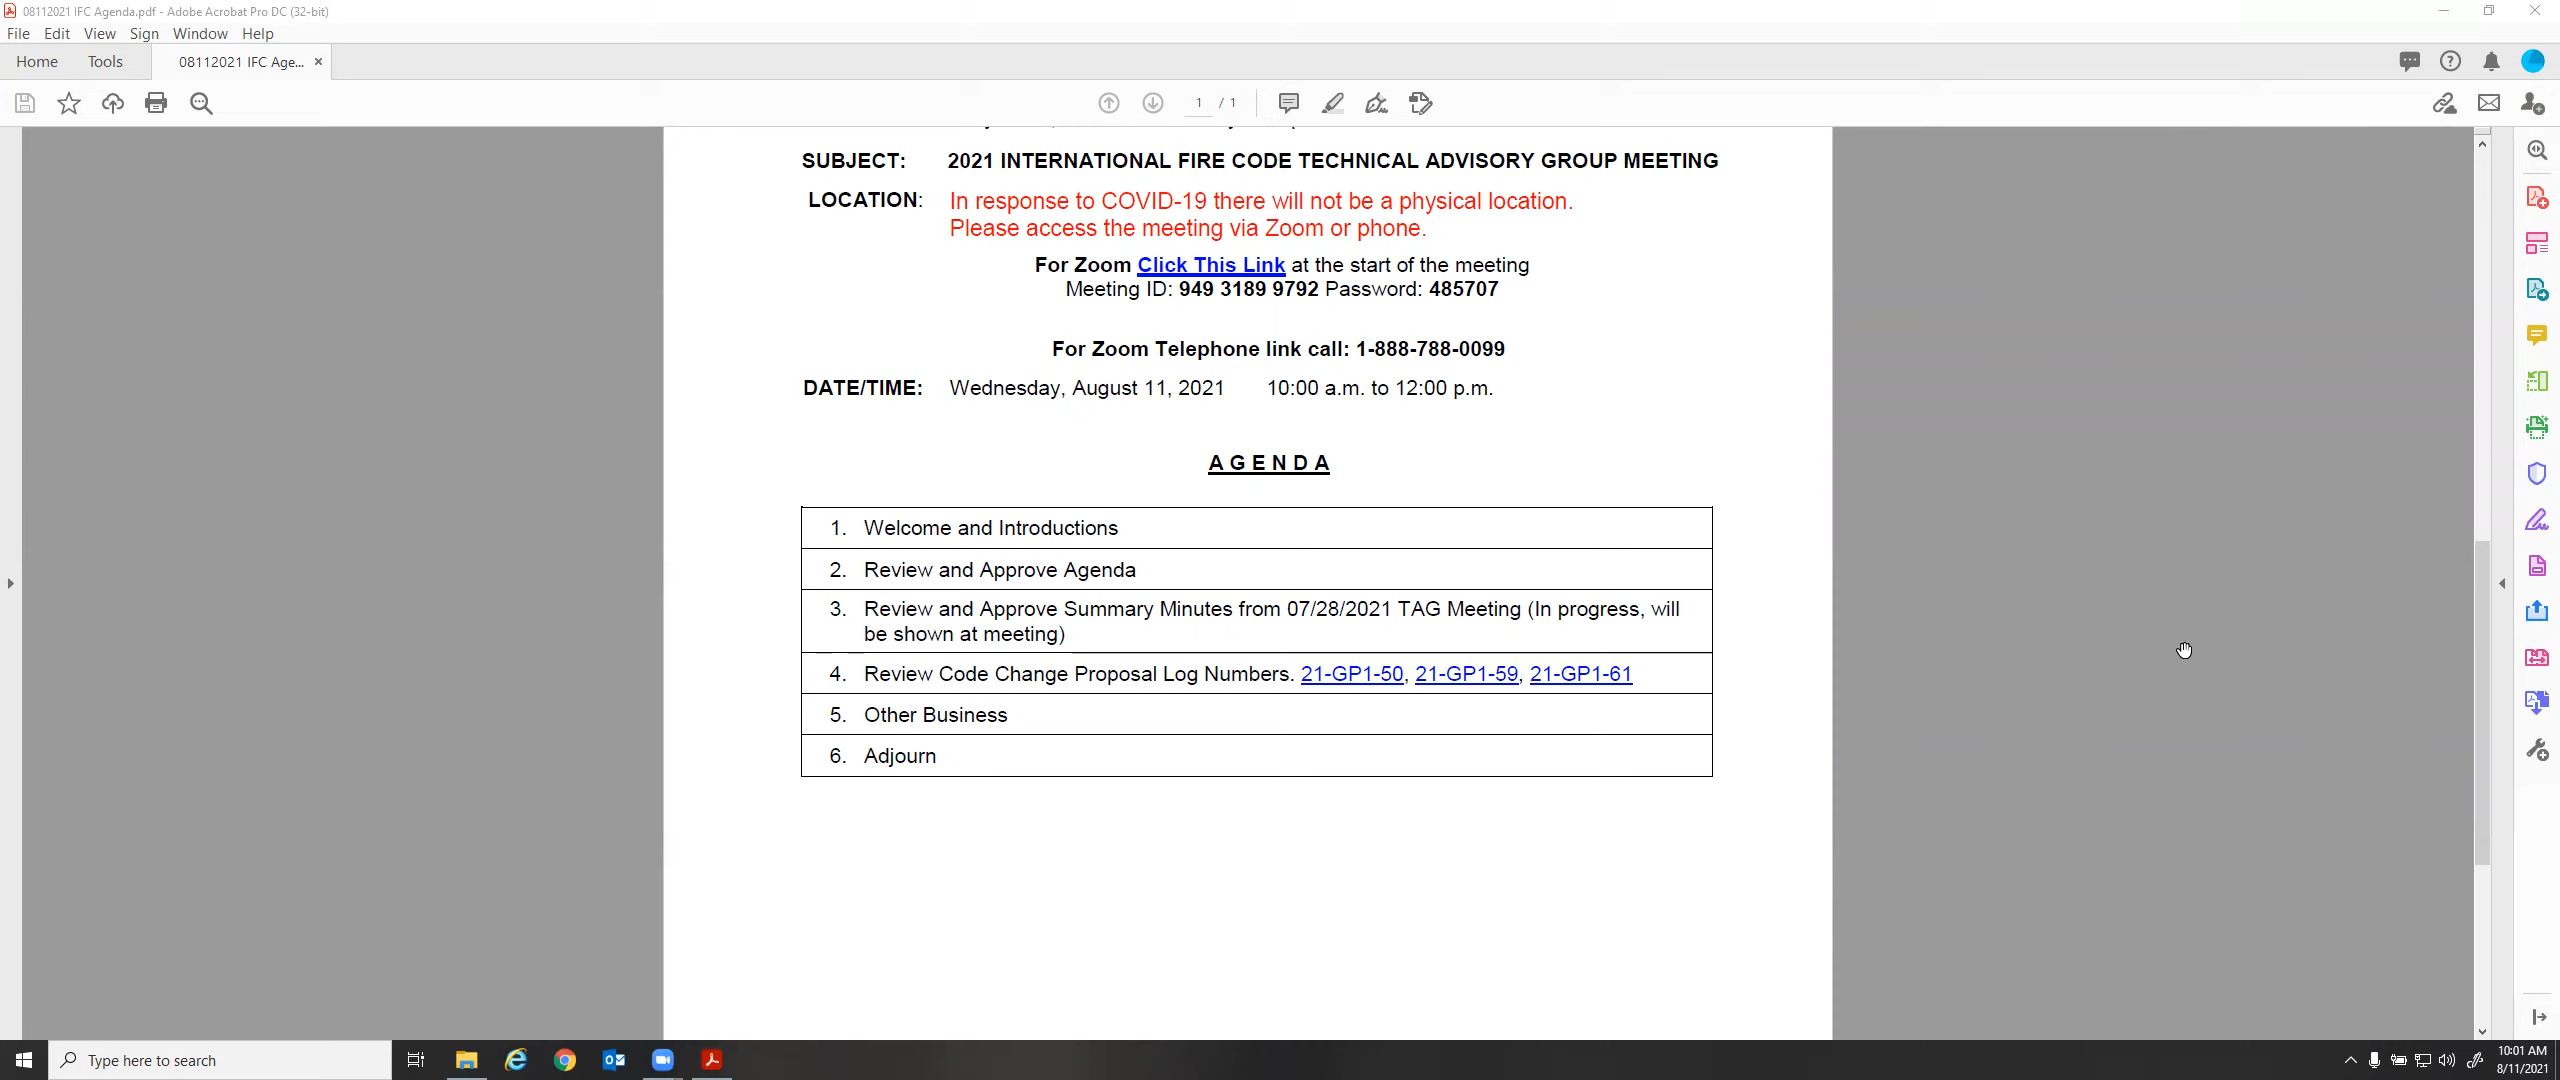 08112021 IFC Agenda.pdf - Adobe Acrobat Pro DC (32-bit)
File Edit View Sign Window Help
Home Tools 08112021 IFC Age... ×
1 / 1
SUBJECT: 2021 INTERNATIONAL FIRE CODE TECHNICAL ADVISORY GROUP MEETING
LOCATION: In response to COVID-19 there will not be a physical location.
Please access the meeting via Zoom or phone.
For Zoom Click This Link at the start of the meeting
Meeting ID: 949 3189 9792 Password: 485707
For Zoom Telephone link call: 1-888-788-0099
DATE/TIME: Wednesday, August 11, 2021 10:00 a.m. to 12:00 p.m.
A G E N D A
1. Welcome and Introductions
2. Review and Approve Agenda
3. Review and Approve Summary Minutes from 07/28/2021 TAG Meeting (In progress, will
be shown at meeting)
4. Review Code Change Proposal Log Numbers. 21-GP1-50, 21-GP1-59, 21-GP1-61
5. Other Business
6. Adjourn
Type here to search
10:01 AM
8/11/2021